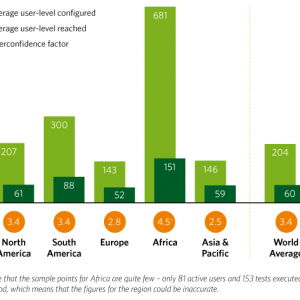 erage user-level configured
erage user-level reached
erconfidence factor
681
300
207
204
143
146
151
88
61
52
59
60
3.4 3.4 2.8 4.5 2.5 3.4
North South Europe Africa Asia & World
America America Pacific Average
e that the sample points for Africa are quite few – only 81 active users and 153 tests executed
od, which means that the figures for the region could be inaccurate.